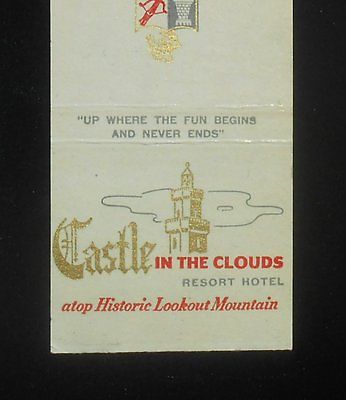 "UP WHERE THE FUN BEGINS
AND NEVER ENDS"
Castle IN THE CLOUDS
RESORT HOTEL
atop Historic Lookout Mountain